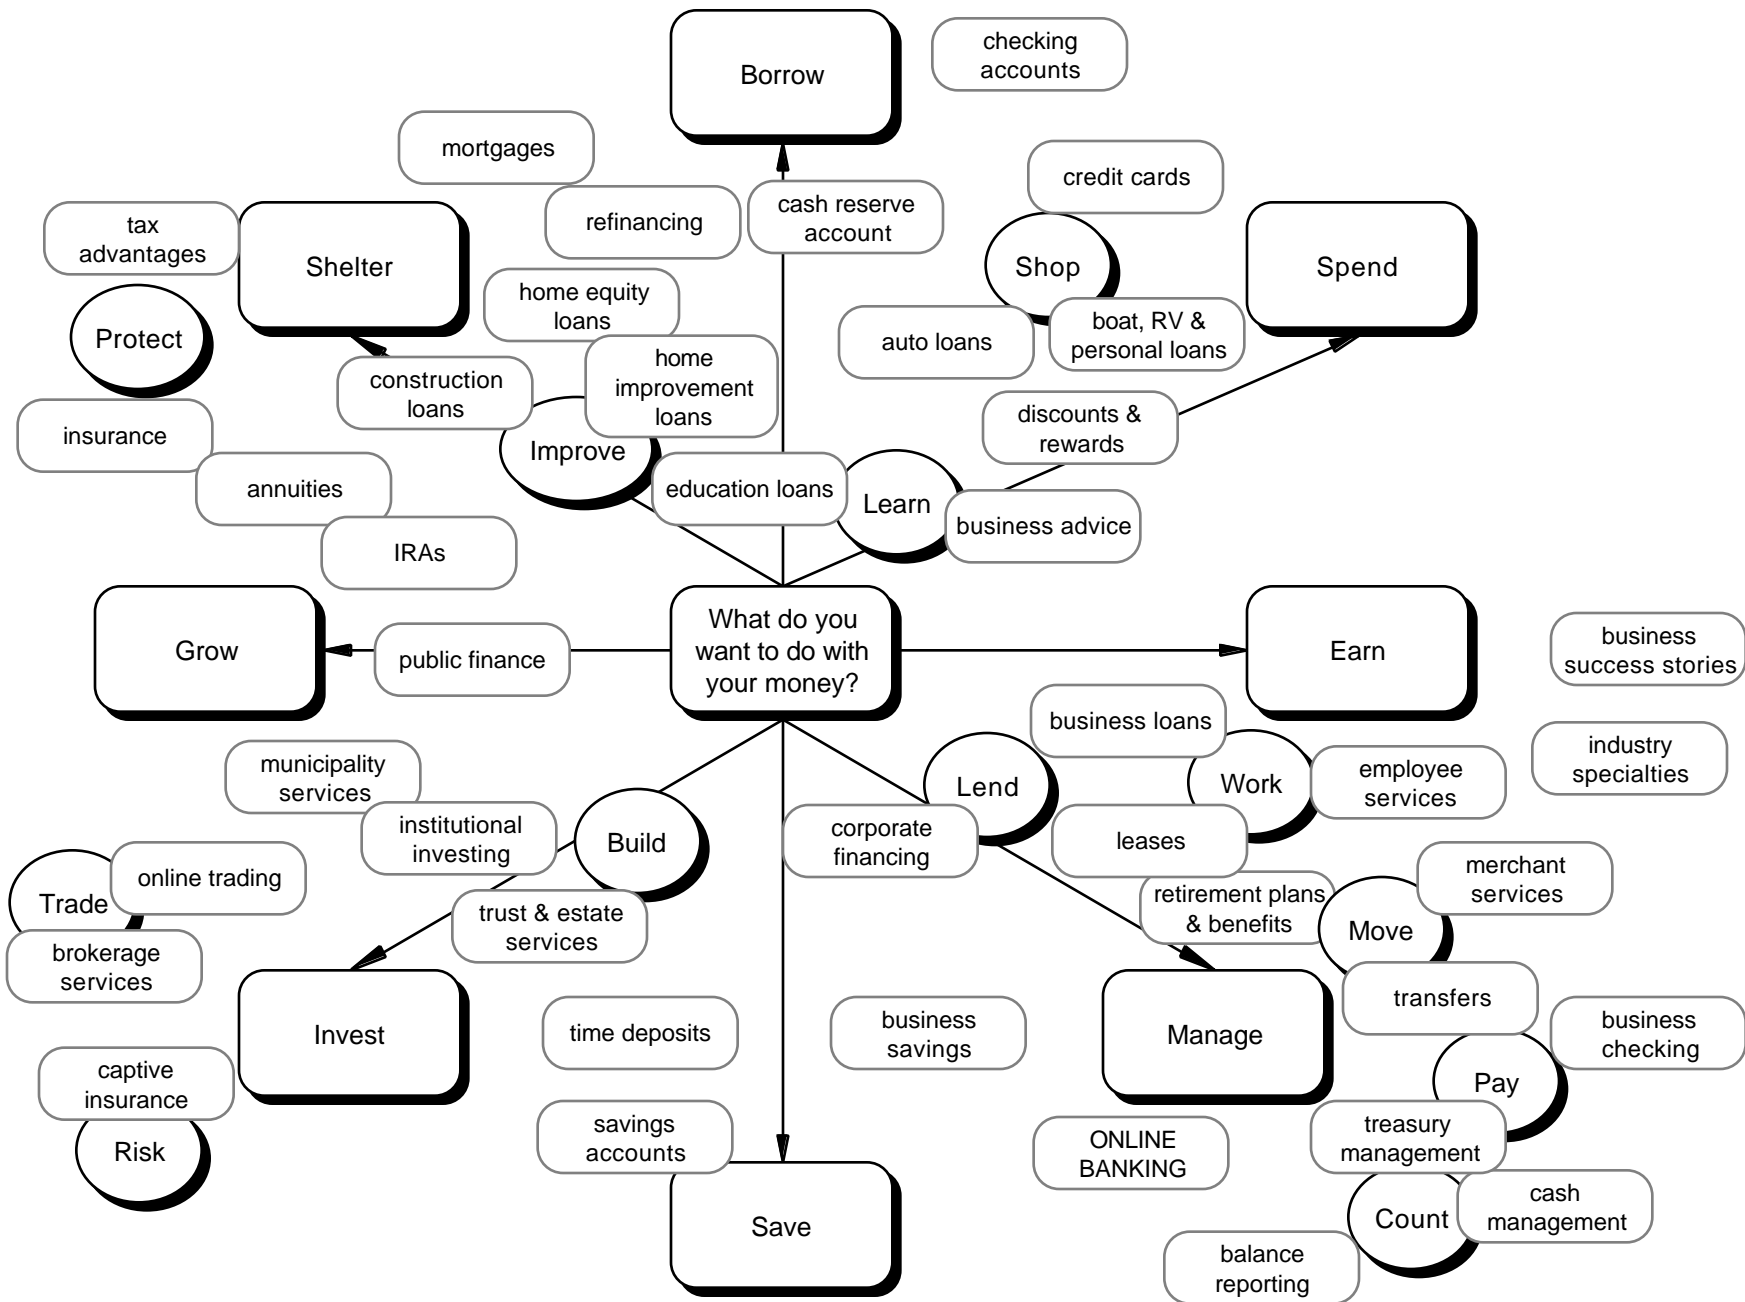 Borrow
checking
accounts
mortgages
credit cards
refinancing
cash reserve
account
tax
advantages
Shelter
Shop
Spend
home equity
loans
Protect
auto loans
boat, RV &
personal loans
home
improvement
loans
construction
loans
insurance
Improve
discounts &
rewards
annuities
education loans
Learn
business advice
IRAs
What do you
want to do with
your money?
Grow
public finance
Earn
business
success stories
business loans
municipality
services
Lend
Work
employee
services
industry
specialties
institutional
investing
Build
corporate
financing
leases
Trade
online trading
merchant
services
retirement plans
& benefits
Move
trust & estate
services
brokerage
services
transfers
Invest
time deposits
business
savings
Manage
business
checking
captive
insurance
Pay
Risk
savings
accounts
ONLINE
BANKING
treasury
management
Save
Count
cash
management
balance
reporting